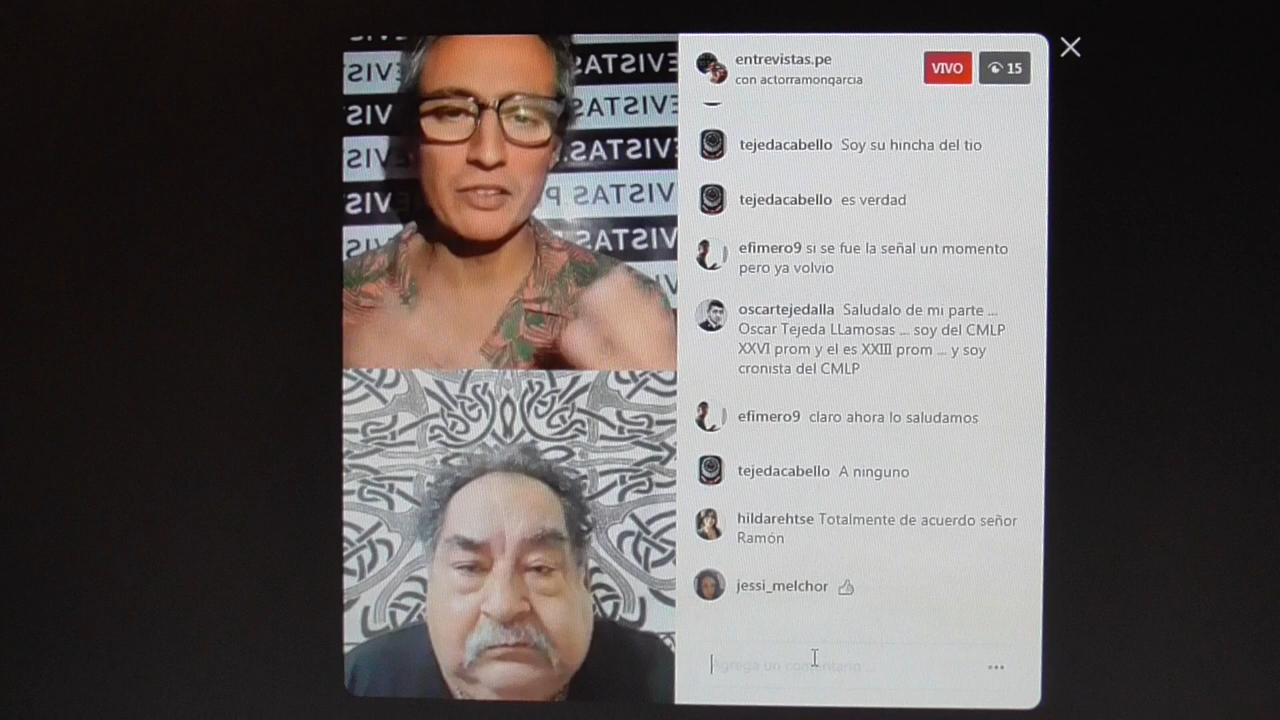 entrevistas.pe
con actorramongarcia
VIVO
15
tejedacabello Soy su hincha del tio
tejedacabello es verdad
efimero9 si se fue la señal un momento
pero ya volvio
oscartejedalla Saludalo de mi parte ...
Oscar Tejeda LLamosas ... soy del CMLP
XXVI prom y el es XXIII prom ... y soy
cronista del CMLP
efimero9 claro ahora lo saludamos
tejedacabello A ninguno
hildarehtse Totalmente de acuerdo señor
Ramón
jessi_melchor
Agrega un comentario ...